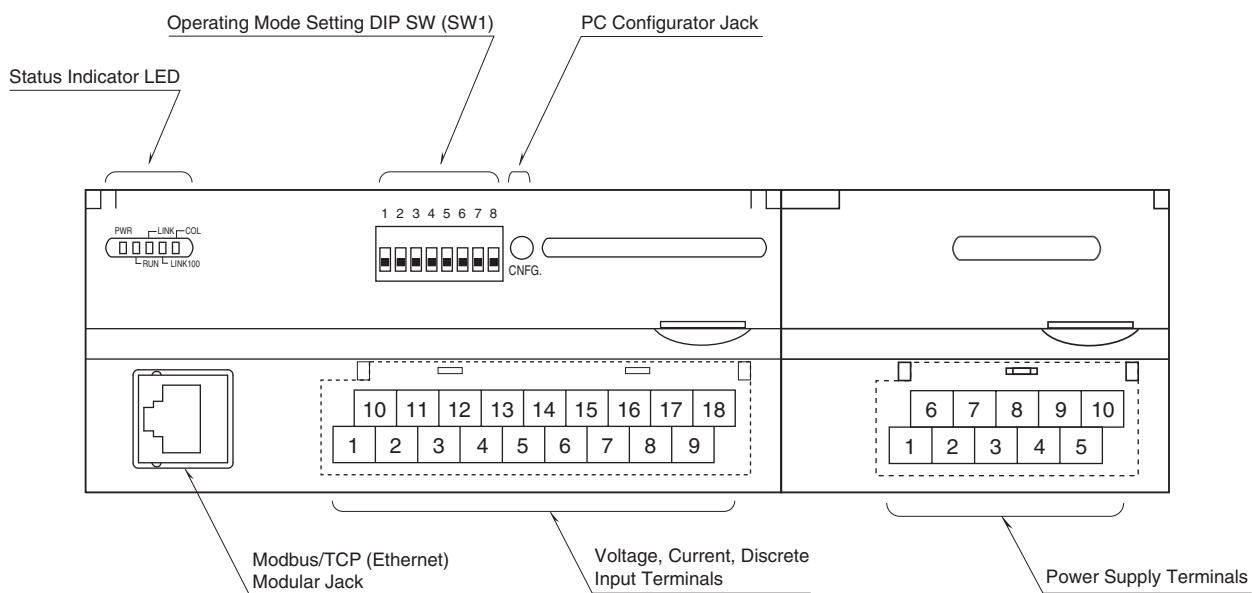 Operating Mode Setting DIP SW (SW1)
PC Configurator Jack
Status Indicator LED
1 2 3 4 5 6 7 8
PWR LINK COL
RUN LINK100
CNFG.
10 11 12 13 14 15 16 17 18
1 2 3 4 5 6 7 8 9
6 7 8 9 10
1 2 3 4 5
Modbus/TCP (Ethernet)
Modular Jack
Voltage, Current, Discrete
Input Terminals
Power Supply Terminals